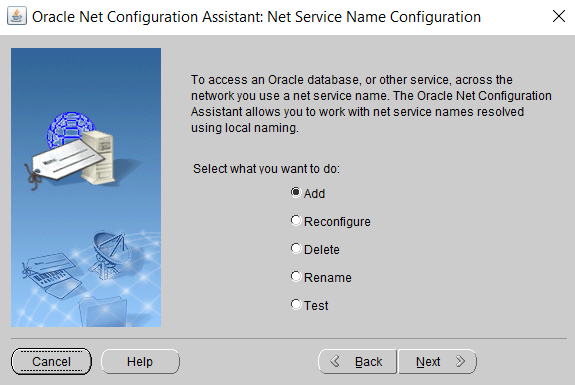 Oracle Net Configuration Assistant: Net Service Name Configuration
To access an Oracle database, or other service, across the
network you use a net service name. The Oracle Net Configuration
Assistant allows you to work with net service names resolved
using local naming.
Select what you want to do:
Add
Reconfigure
Delete
Rename
Test
Cancel
Help
Back
Next